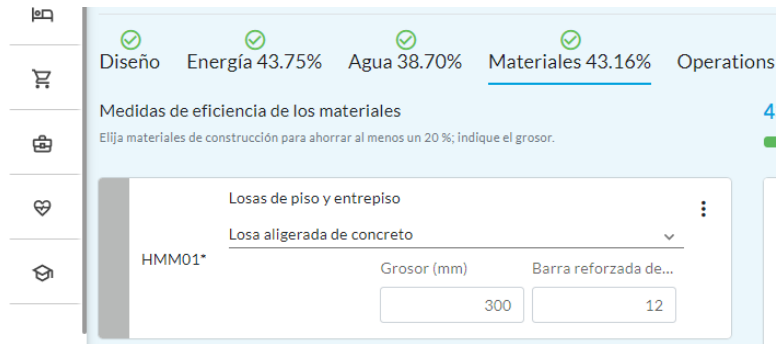 Diseño
Energía 43.75%
Agua 38.70%
Materiales 43.16%
Operations
Medidas de eficiencia de los materiales
4
Elija materiales de construcción para ahorrar al menos un 20 %; indique el grosor.
Losas de piso y entrepiso
Losa aligerada de concreto
HMM01*
Grosor (mm)
Barra reforzada de...
300
12